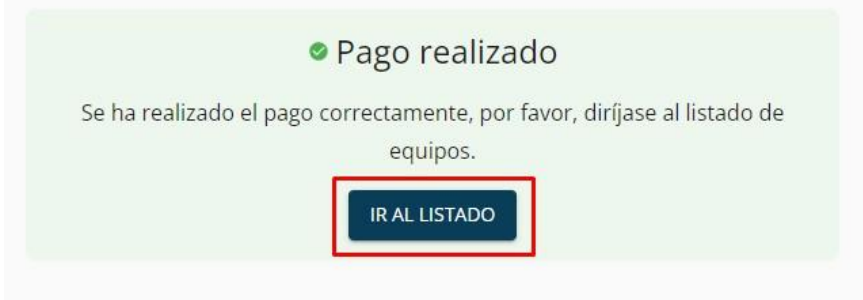 Pago realizado
Se ha realizado el pago correctamente, por favor, diríjase al listado de
equipos.
IR AL LISTADO